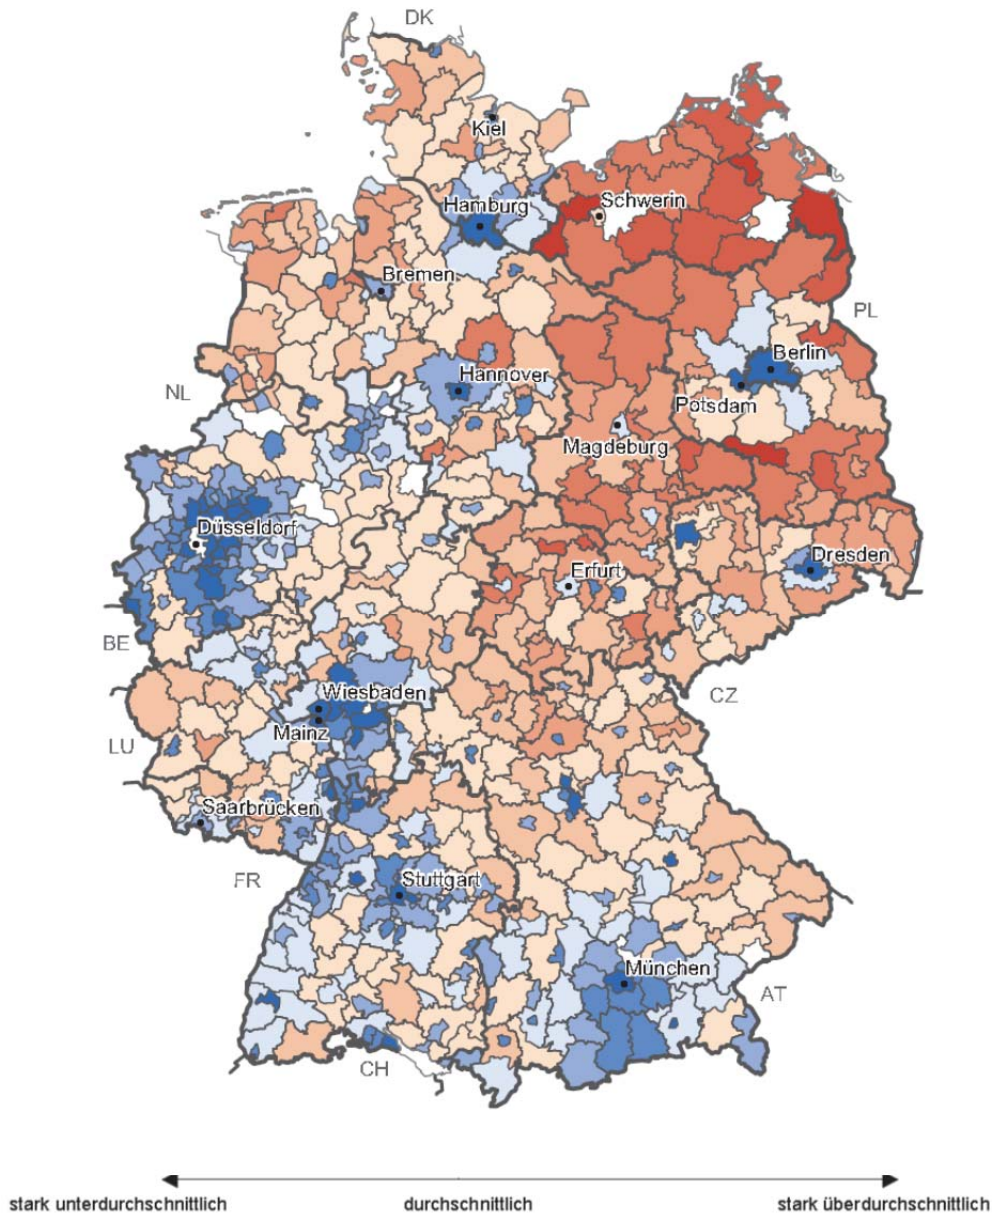 DK
Kiel
Schwerin
Hamburg
Bremen
PL
Berlin
Hannover
NL
Potsdam
Magdeburg
Düsseldorf
Dresden
Erfurt
BE
Wiesbaden
CZ
Mainz
LU
Saarbrücken
FR
Stuttgart
München
AT
CH
stark unterdurchschnittlich durchschnittlich stark überdurchschnittlich